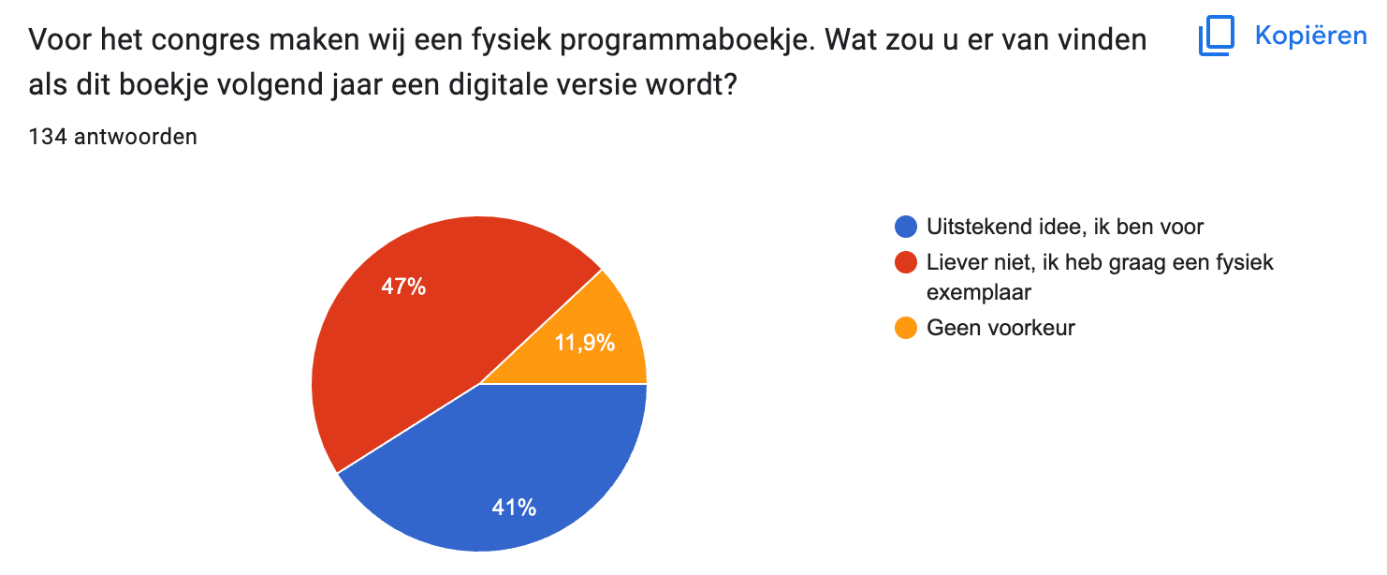 Voor het congres maken wij een fysiek programmaboekje. Wat zou u er van vinden
als dit boekje volgend jaar een digitale versie wordt?
Kopiëren
134 antwoorden
Uitstekend idee, ik ben voor
Liever niet, ik heb graag een fysiek
exemplaar
Geen voorkeur
47%
11,9%
41%